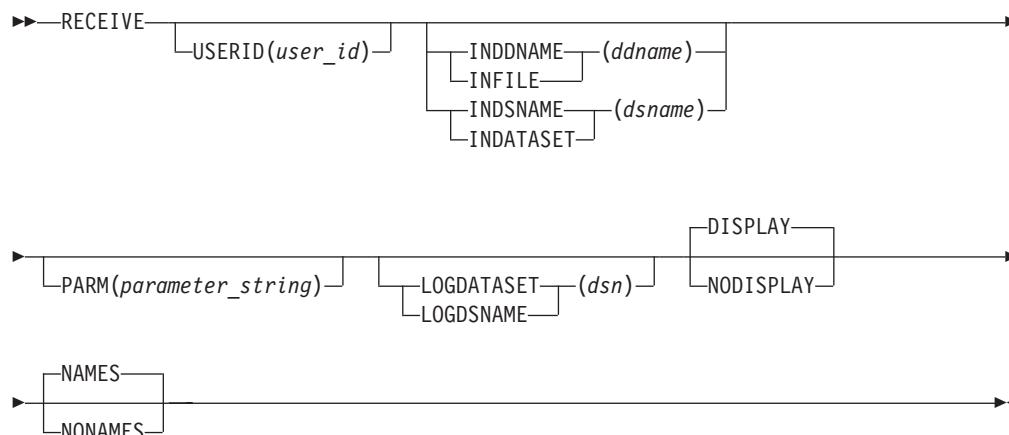 RECEIVE
USERID(user_id)
INDDNAME (ddname)
INFILE
INDSNAME (dsname)
INDATASET
PARM(parameter_string)
LOGDATASET (dsn)
LOGDSNAME
DISPLAY
NODISPLAY
NAMES
NONAMES